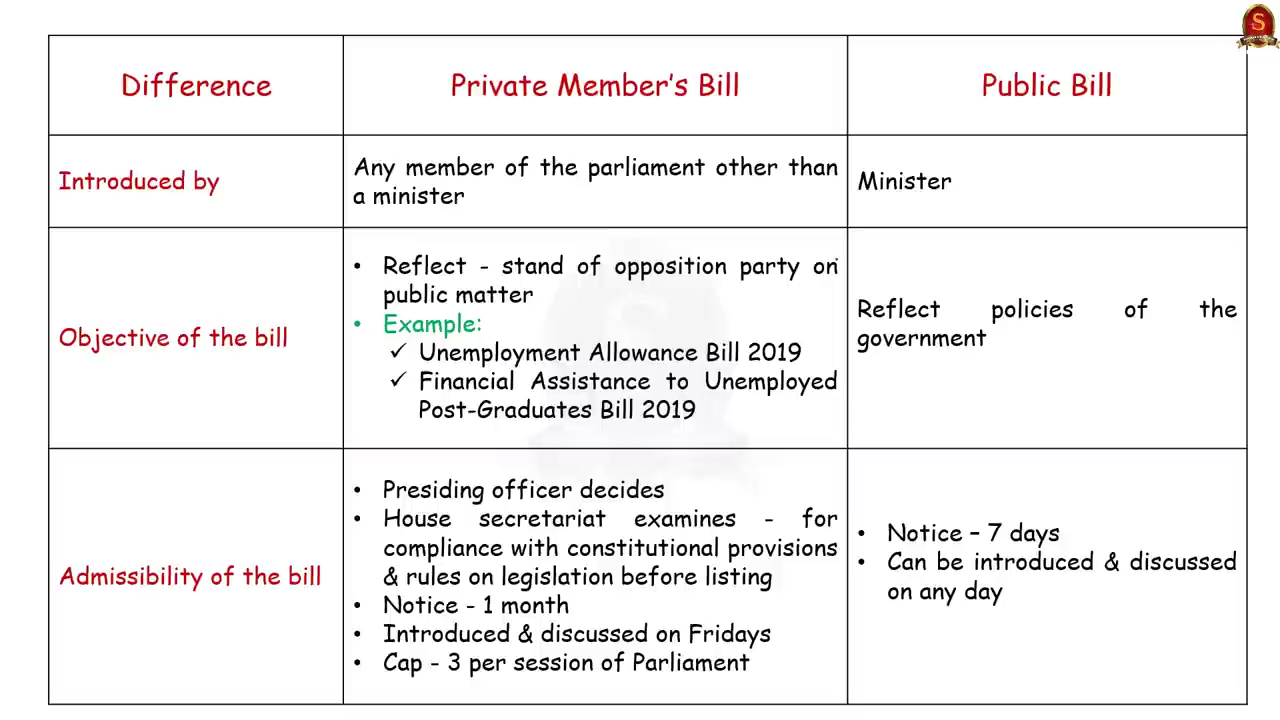 S
Difference
Private Member's Bill
Public Bill
Introduced by
Any member of the parliament other than
a minister
Minister
Objective of the bill
• Reflect - stand of opposition party on
public matter
• Example:
✓ Unemployment Allowance Bill 2019
✓ Financial Assistance to Unemployed
Post-Graduates Bill 2019
Reflect policies of the
government
Admissibility of the bill
• Presiding officer decides
• House secretariat examines - for
compliance with constitutional provisions
& rules on legislation before listing
• Notice - 1 month
• Introduced & discussed on Fridays
• Cap - 3 per session of Parliament
• Notice – 7 days
• Can be introduced & discussed
on any day